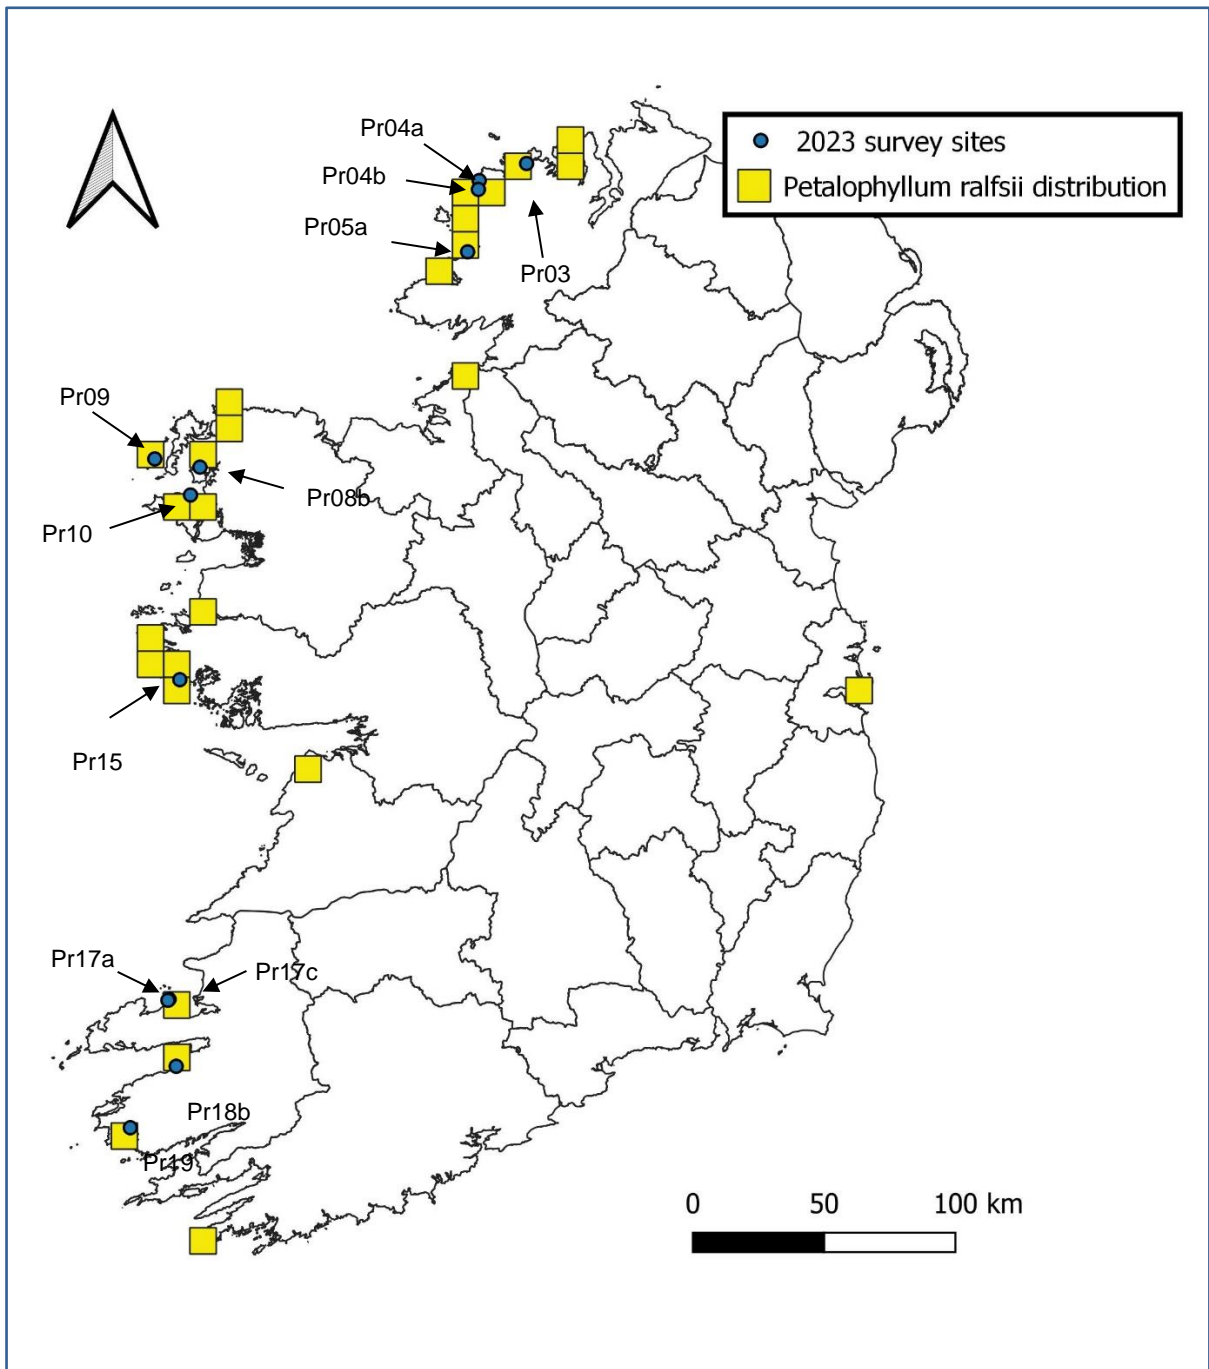 Pr04a
2023 survey sites
Pr04b
Petalophyllum ralfsii distribution
Pr05a
Pr03
Pr09
Pr08b
Pr10
Pr15
Pr17a
Pr17c
Pr18b
Pr19
0 50 100 km